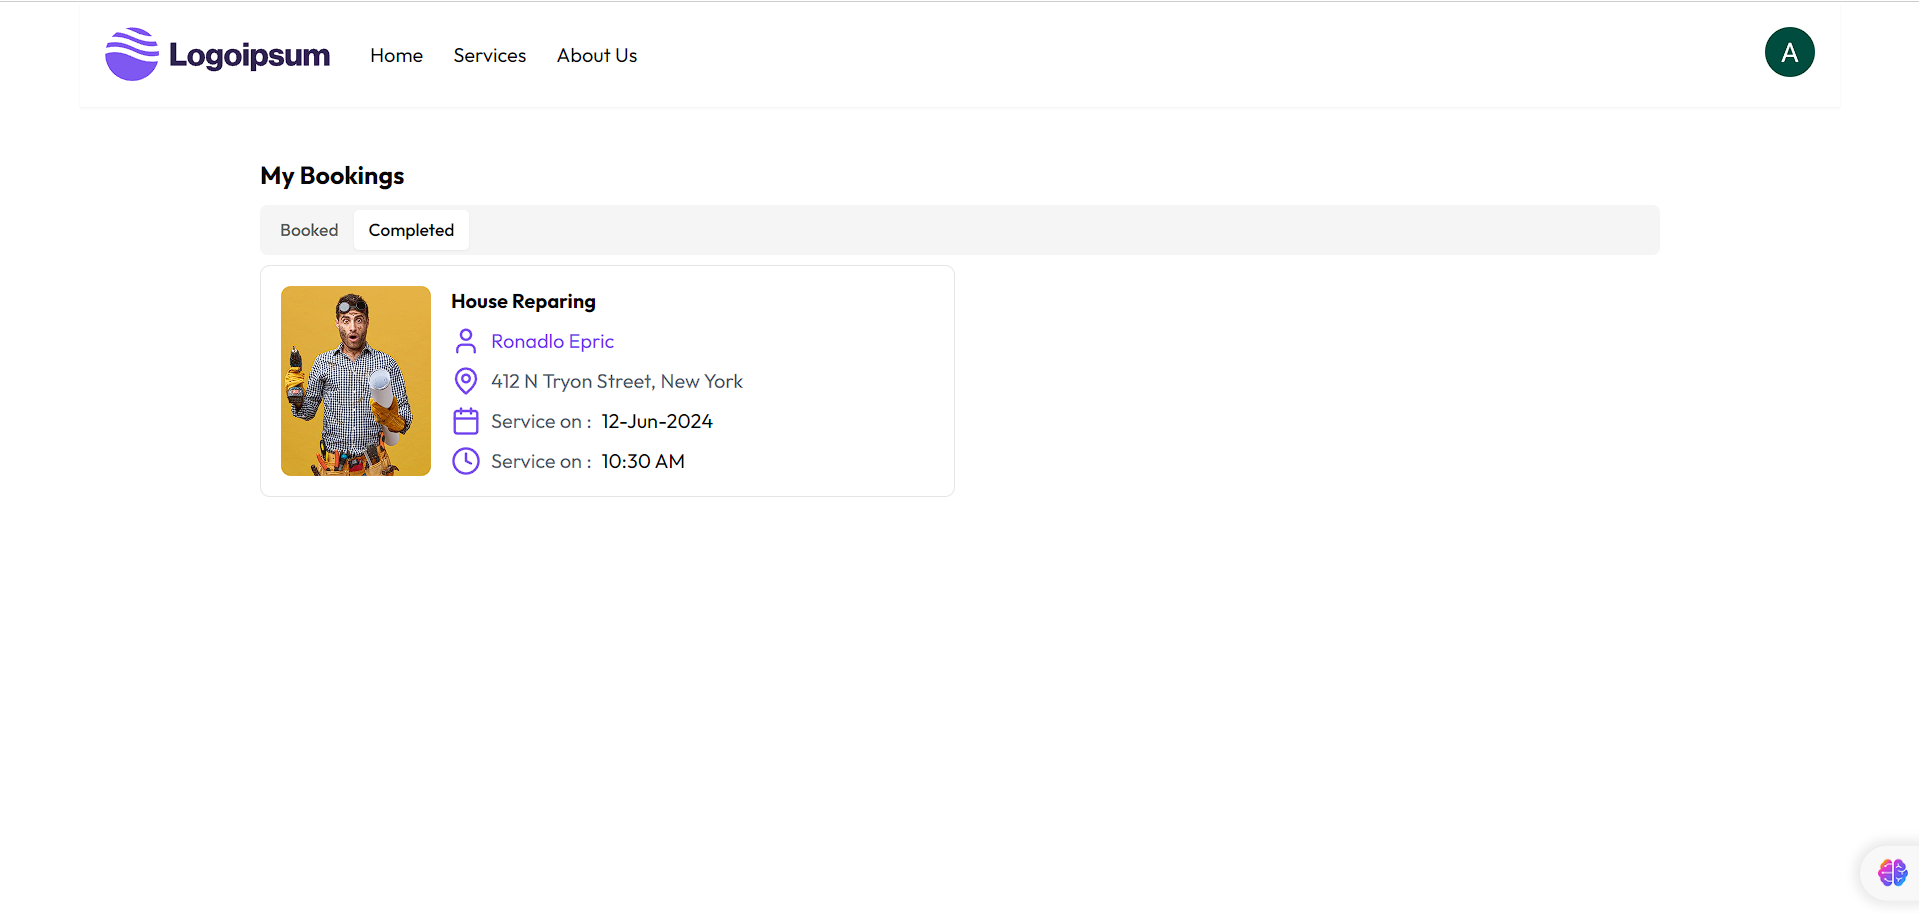 Logoipsum Home Services About Us A
My Bookings
Booked Completed
House Reparing
Ronadlo Epric
412 N Tryon Street, New York
Service on : 12-Jun-2024
Service on : 10:30 AM